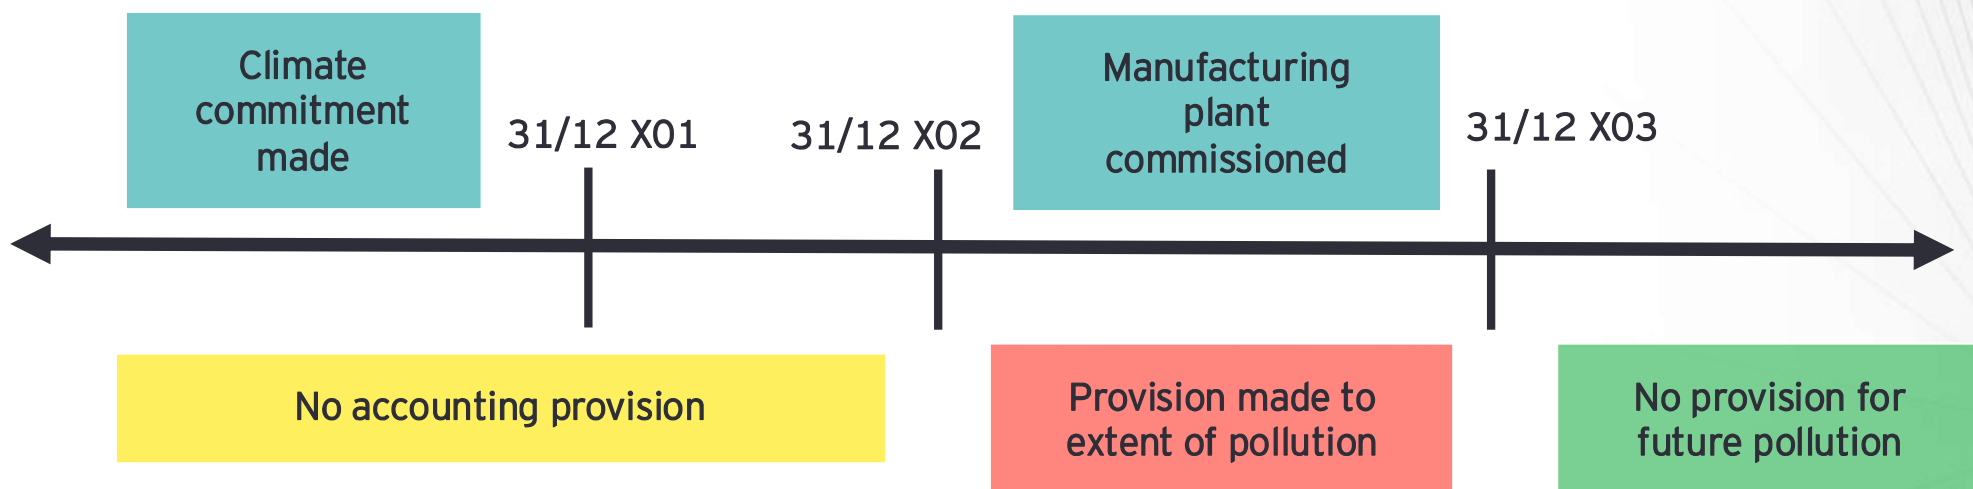 Climate
commitment
made
31/12 X01
31/12 X02
Manufacturing
plant
commissioned
31/12 X03
No accounting provision
Provision made to
extent of pollution
No provision for
future pollution